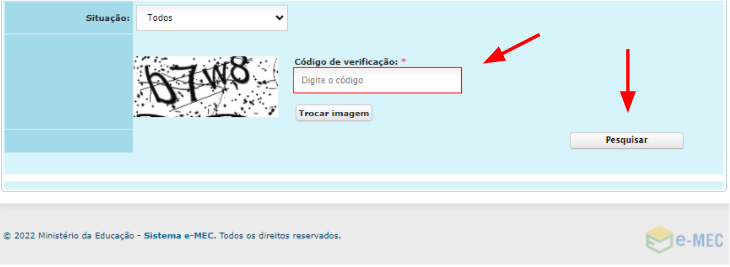 Situação: Todos
Código de verificação: *
Digite o código
Trocar imagem
Pesquisar
© 2022 Ministério da Educação - Sistema e-MEC. Todos os direitos reservados.
e-MEC